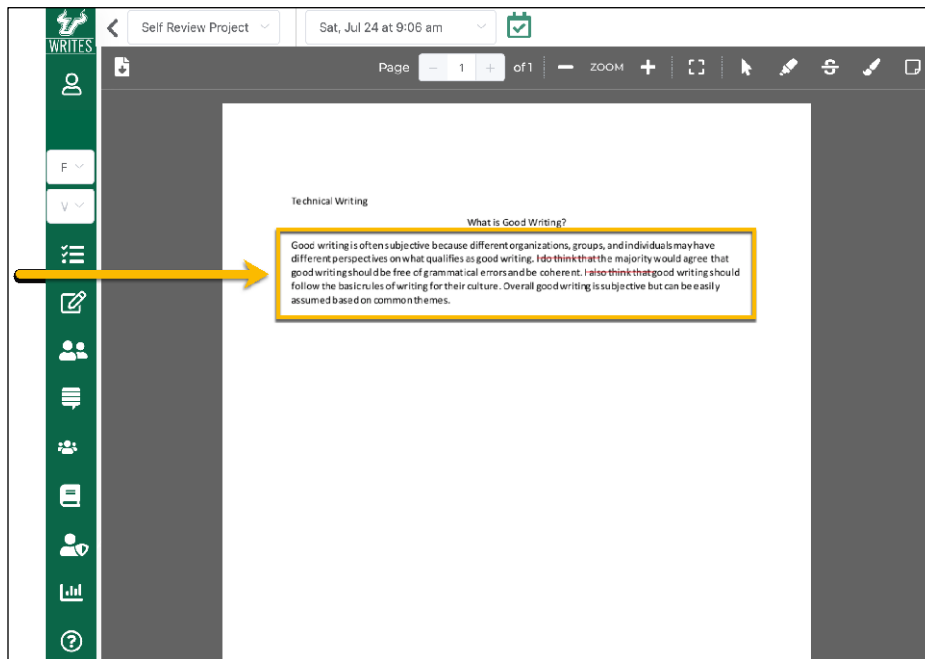 WRITES
Self Review Project
Sat, Jul 24 at 9:06 am
Page
1
of 1
ZOOM
F
V
Technical Writing
What is Good Writing?
Good writing is often subjective because different organizations, groups, and individuals may have
different perspectives on what qualifies as good writing. I do think that the majority would agree that
good writing should be free of grammatical errors and be coherent. I also think that good writing should
follow the basic rules of writing for their culture. Overall good writing is subjective but can be easily
assumed based on common themes.